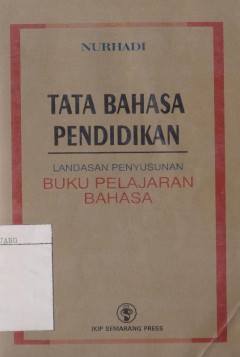 NURHADI
TATA BAHASA
PENDIDIKAN
LANDASAN PENYUSUNAN
BUKU PELAJARAN
BAHASA
IKIP SEMARANG PRESS